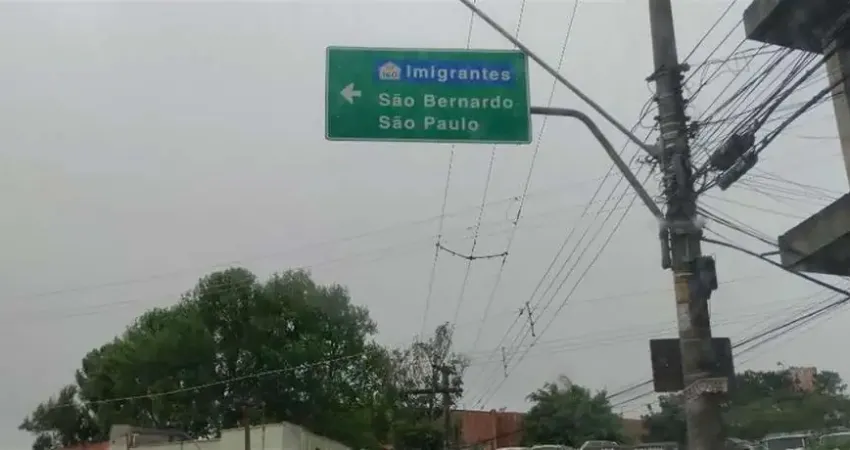 Imigrantes
São Bernardo
São Paulo